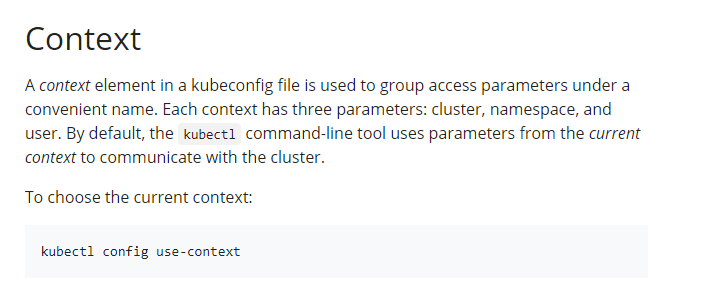 Context
A context element in a kubeconfig file is used to group access parameters under a
convenient name. Each context has three parameters: cluster, namespace, and
user. By default, the kubectl command-line tool uses parameters from the current
context to communicate with the cluster.
To choose the current context:
kubectl config use-context